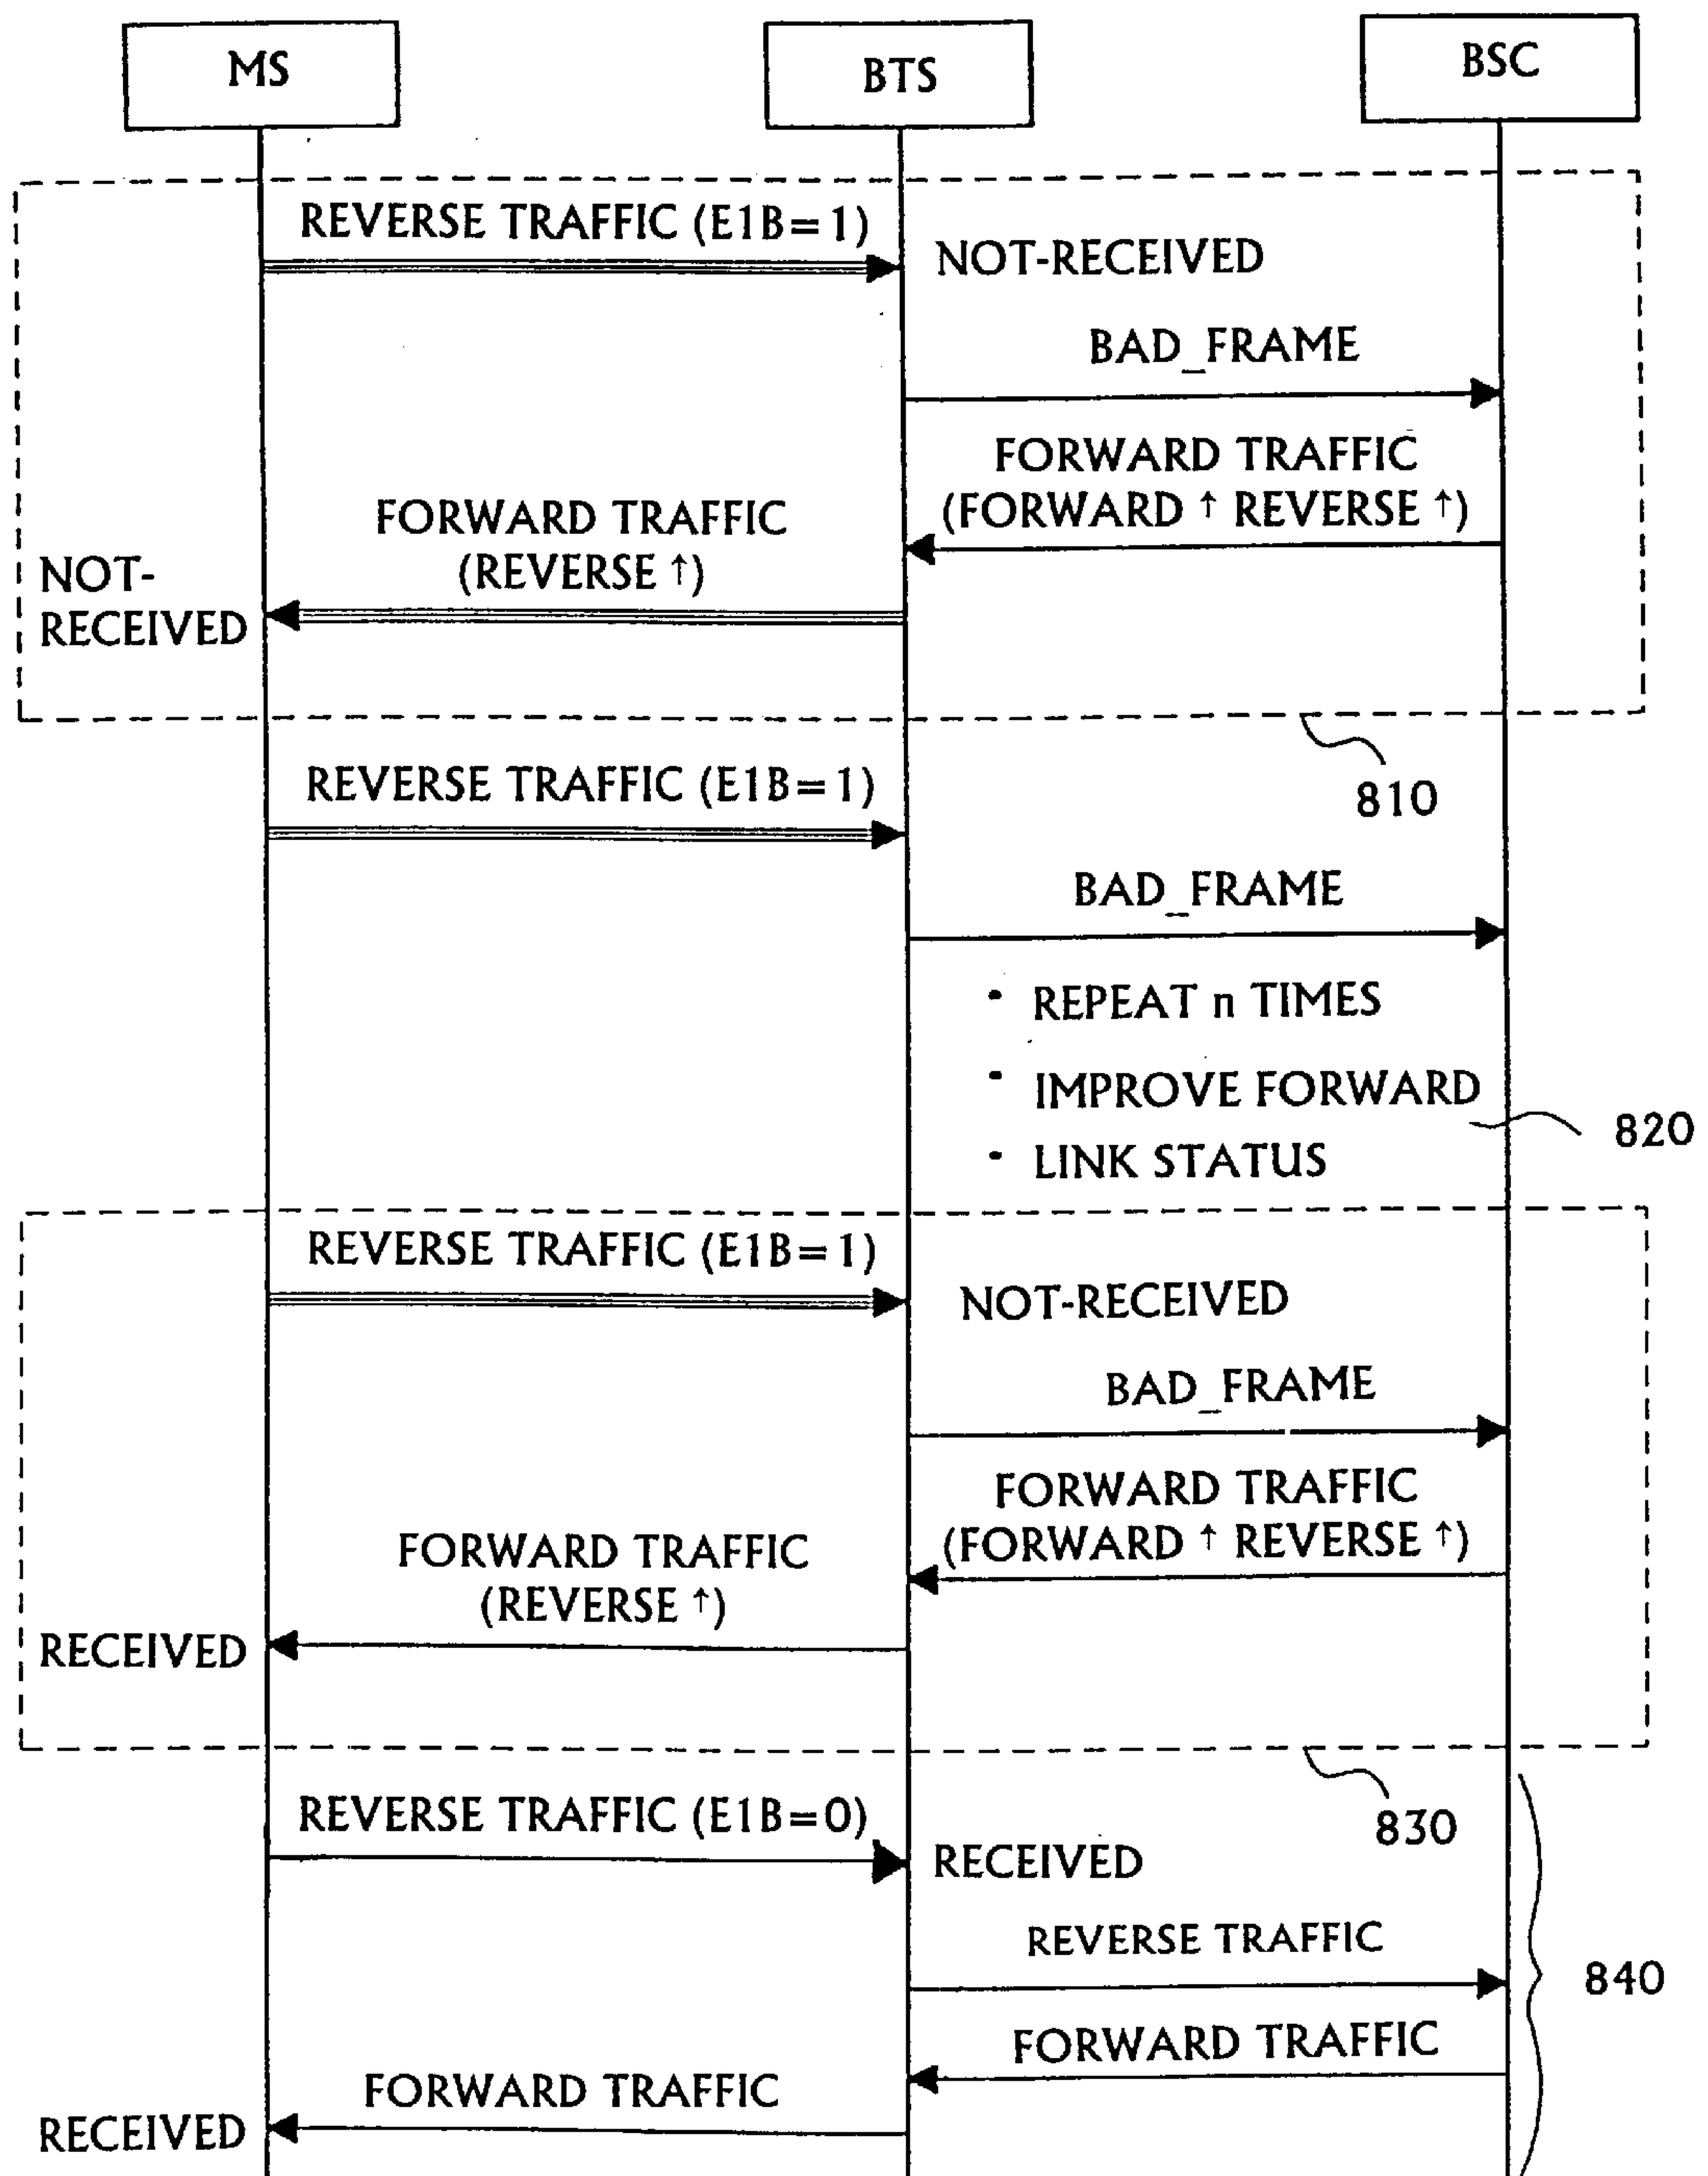 MS
BTS
BSC
REVERSE TRAFFIC (E1B=1)
NOT-RECEIVED
BAD_FRAME
FORWARD TRAFFIC
(FORWARD ↑ REVERSE ↑)
FORWARD TRAFFIC
(REVERSE ↑)
NOT-
RECEIVED
810
REVERSE TRAFFIC (E1B=1)
BAD_FRAME
• REPEAT n TIMES
• IMPROVE FORWARD
• LINK STATUS
820
REVERSE TRAFFIC (E1B=1)
NOT-RECEIVED
BAD_FRAME
FORWARD TRAFFIC
(FORWARD ↑ REVERSE ↑)
FORWARD TRAFFIC
(REVERSE ↑)
RECEIVED
830
REVERSE TRAFFIC (E1B=0)
RECEIVED
REVERSE TRAFFIC
840
FORWARD TRAFFIC
FORWARD TRAFFIC
RECEIVED